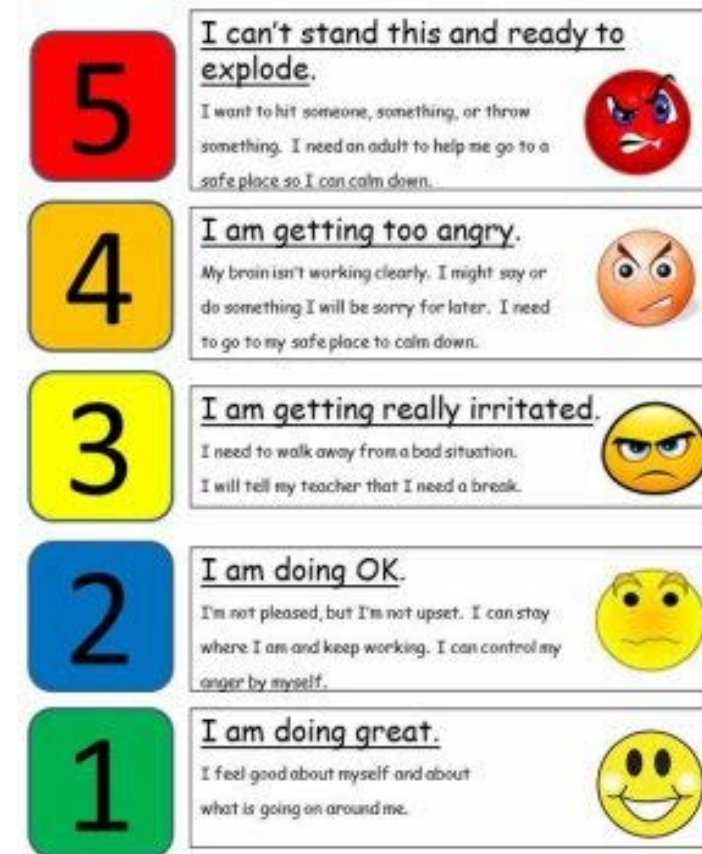 5
I can't stand this and ready to
explode.
I want to hit someone, something, or throw
something. I need an adult to help me go to a
safe place so I can calm down.
4
I am getting too angry.
My brain isn't working clearly. I might say or
do something I will be sorry for later. I need
to go to my safe place to calm down.
3
I am getting really irritated.
I need to walk away from a bad situation.
I will tell my teacher that I need a break.
2
I am doing OK.
I'm not pleased, but I'm not upset. I can stay
where I am and keep working. I can control my
anger by myself.
1
I am doing great.
I feel good about myself and about
what is going on around me.